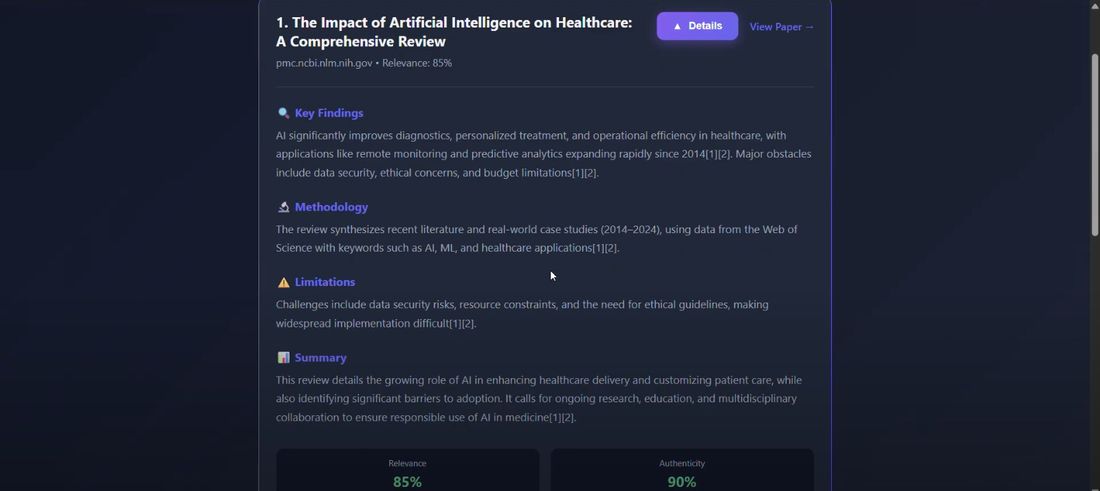 1. The Impact of Artificial Intelligence on Healthcare:
A Comprehensive Review
▲ Details
View Paper →
pmc.ncbi.nlm.nih.gov • Relevance: 85%
Key Findings
AI significantly improves diagnostics, personalized treatment, and operational efficiency in healthcare, with
applications like remote monitoring and predictive analytics expanding rapidly since 2014[1][2]. Major obstacles
include data security, ethical concerns, and budget limitations[1][2].
Methodology
The review synthesizes recent literature and real-world case studies (2014–2024), using data from the Web of
Science with keywords such as AI, ML, and healthcare applications[1][2].
Limitations
Challenges include data security risks, resource constraints, and the need for ethical guidelines, making
widespread implementation difficult[1][2].
Summary
This review details the growing role of AI in enhancing healthcare delivery and customizing patient care, while
also identifying significant barriers to adoption. It calls for ongoing research, education, and multidisciplinary
collaboration to ensure responsible use of AI in medicine[1][2].
Relevance
85%
Authenticity
90%